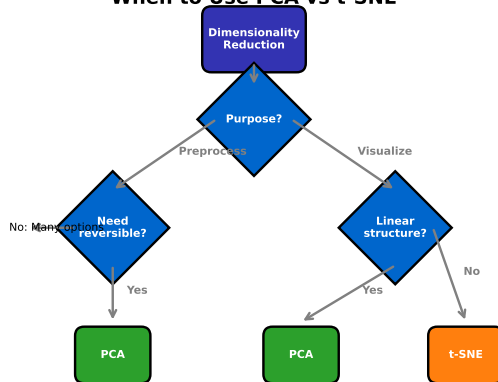 When to Use PCA vs t-SNE
Dimensionality
Reduction
Purpose?
Preprocess
Visualize
Need
reversible?
Linear
structure?
No: Many options
Yes
Yes
No
PCA
PCA
t-SNE